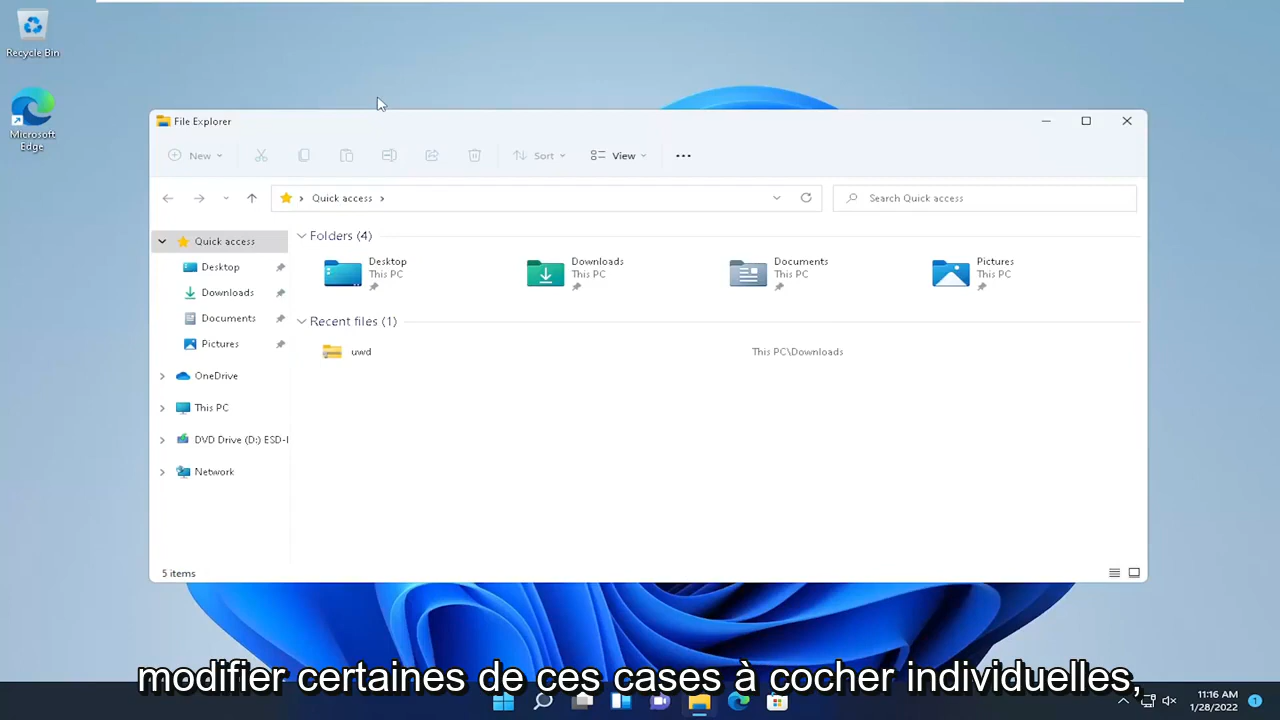 Recycle Bin
Microsoft
Edge
File Explorer
New
Sort
View
Quick access
Search Quick access
Quick access
Desktop
Downloads
Documents
Pictures
OneDrive
This PC
DVD Drive (D:) ESD-I
Network
Folders (4)
Desktop
This PC
Downloads
This PC
Documents
This PC
Pictures
This PC
Recent files (1)
uwd
This PC\Downloads
5 items
modifier certaines de ces cases à cocher individuelles,
11:16 AM
1/28/2022
1